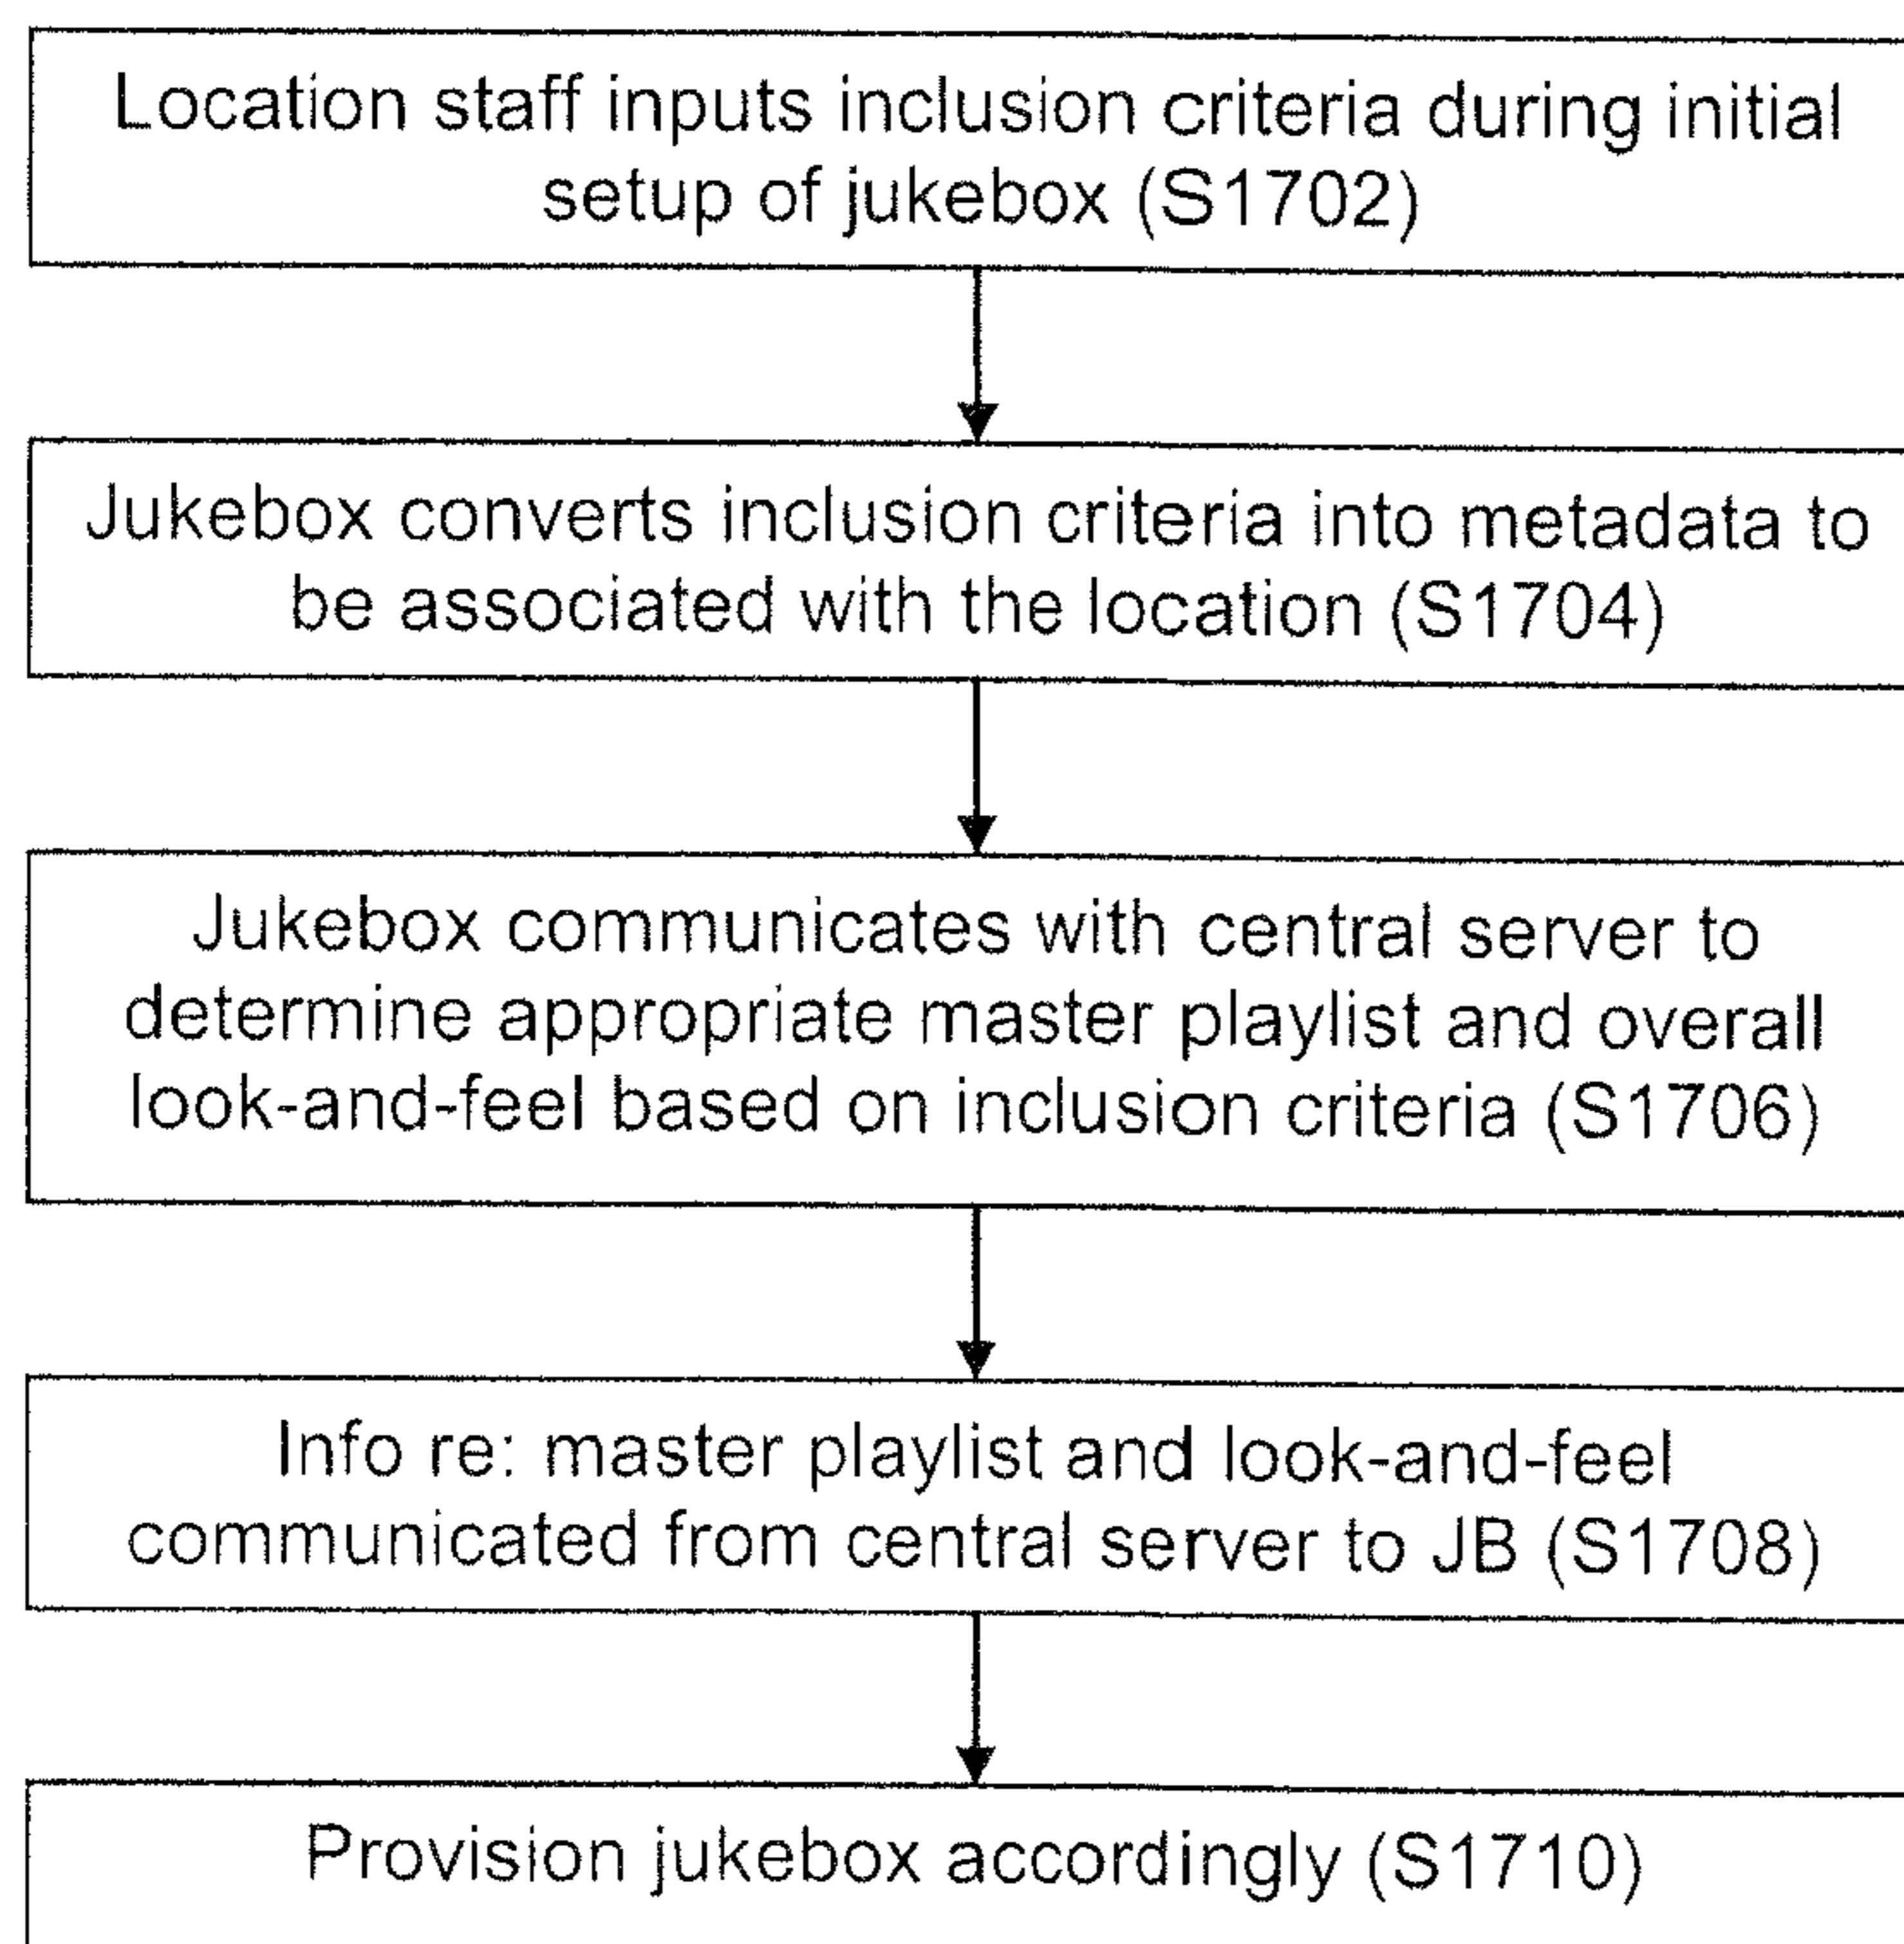 Location staff inputs inclusion criteria during initial
setup of jukebox (S1702)
Jukebox converts inclusion criteria into metadata to
be associated with the location (S1704)
Jukebox communicates with central server to
determine appropriate master playlist and overall
look-and-feel based on inclusion criteria (S1706)
Info re: master playlist and look-and-feel
communicated from central server to JB (S1708)
Provision jukebox accordingly (S1710)